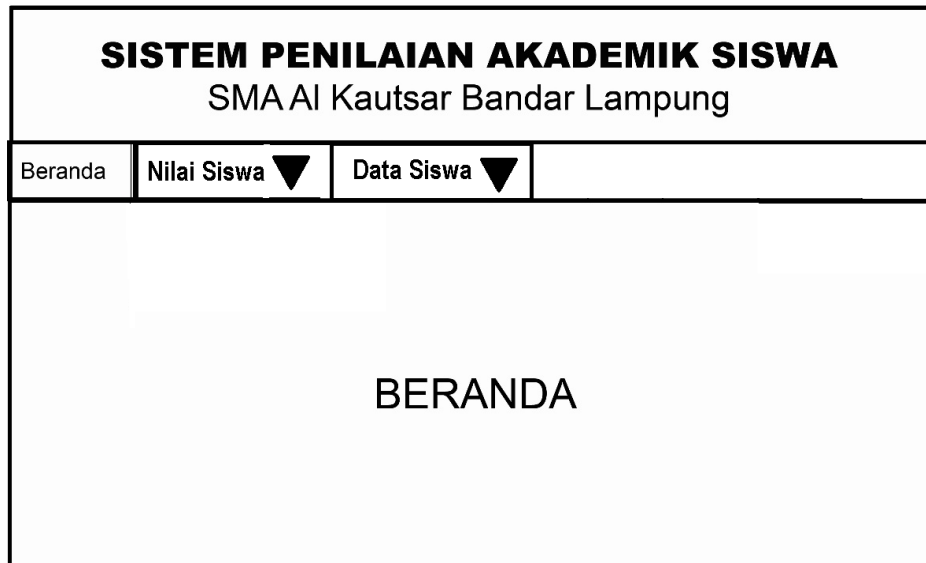 SISTEM PENILAIAN AKADEMIK SISWA
SMA Al Kautsar Bandar Lampung
Beranda Nilai Siswa Data Siswa
BERANDA